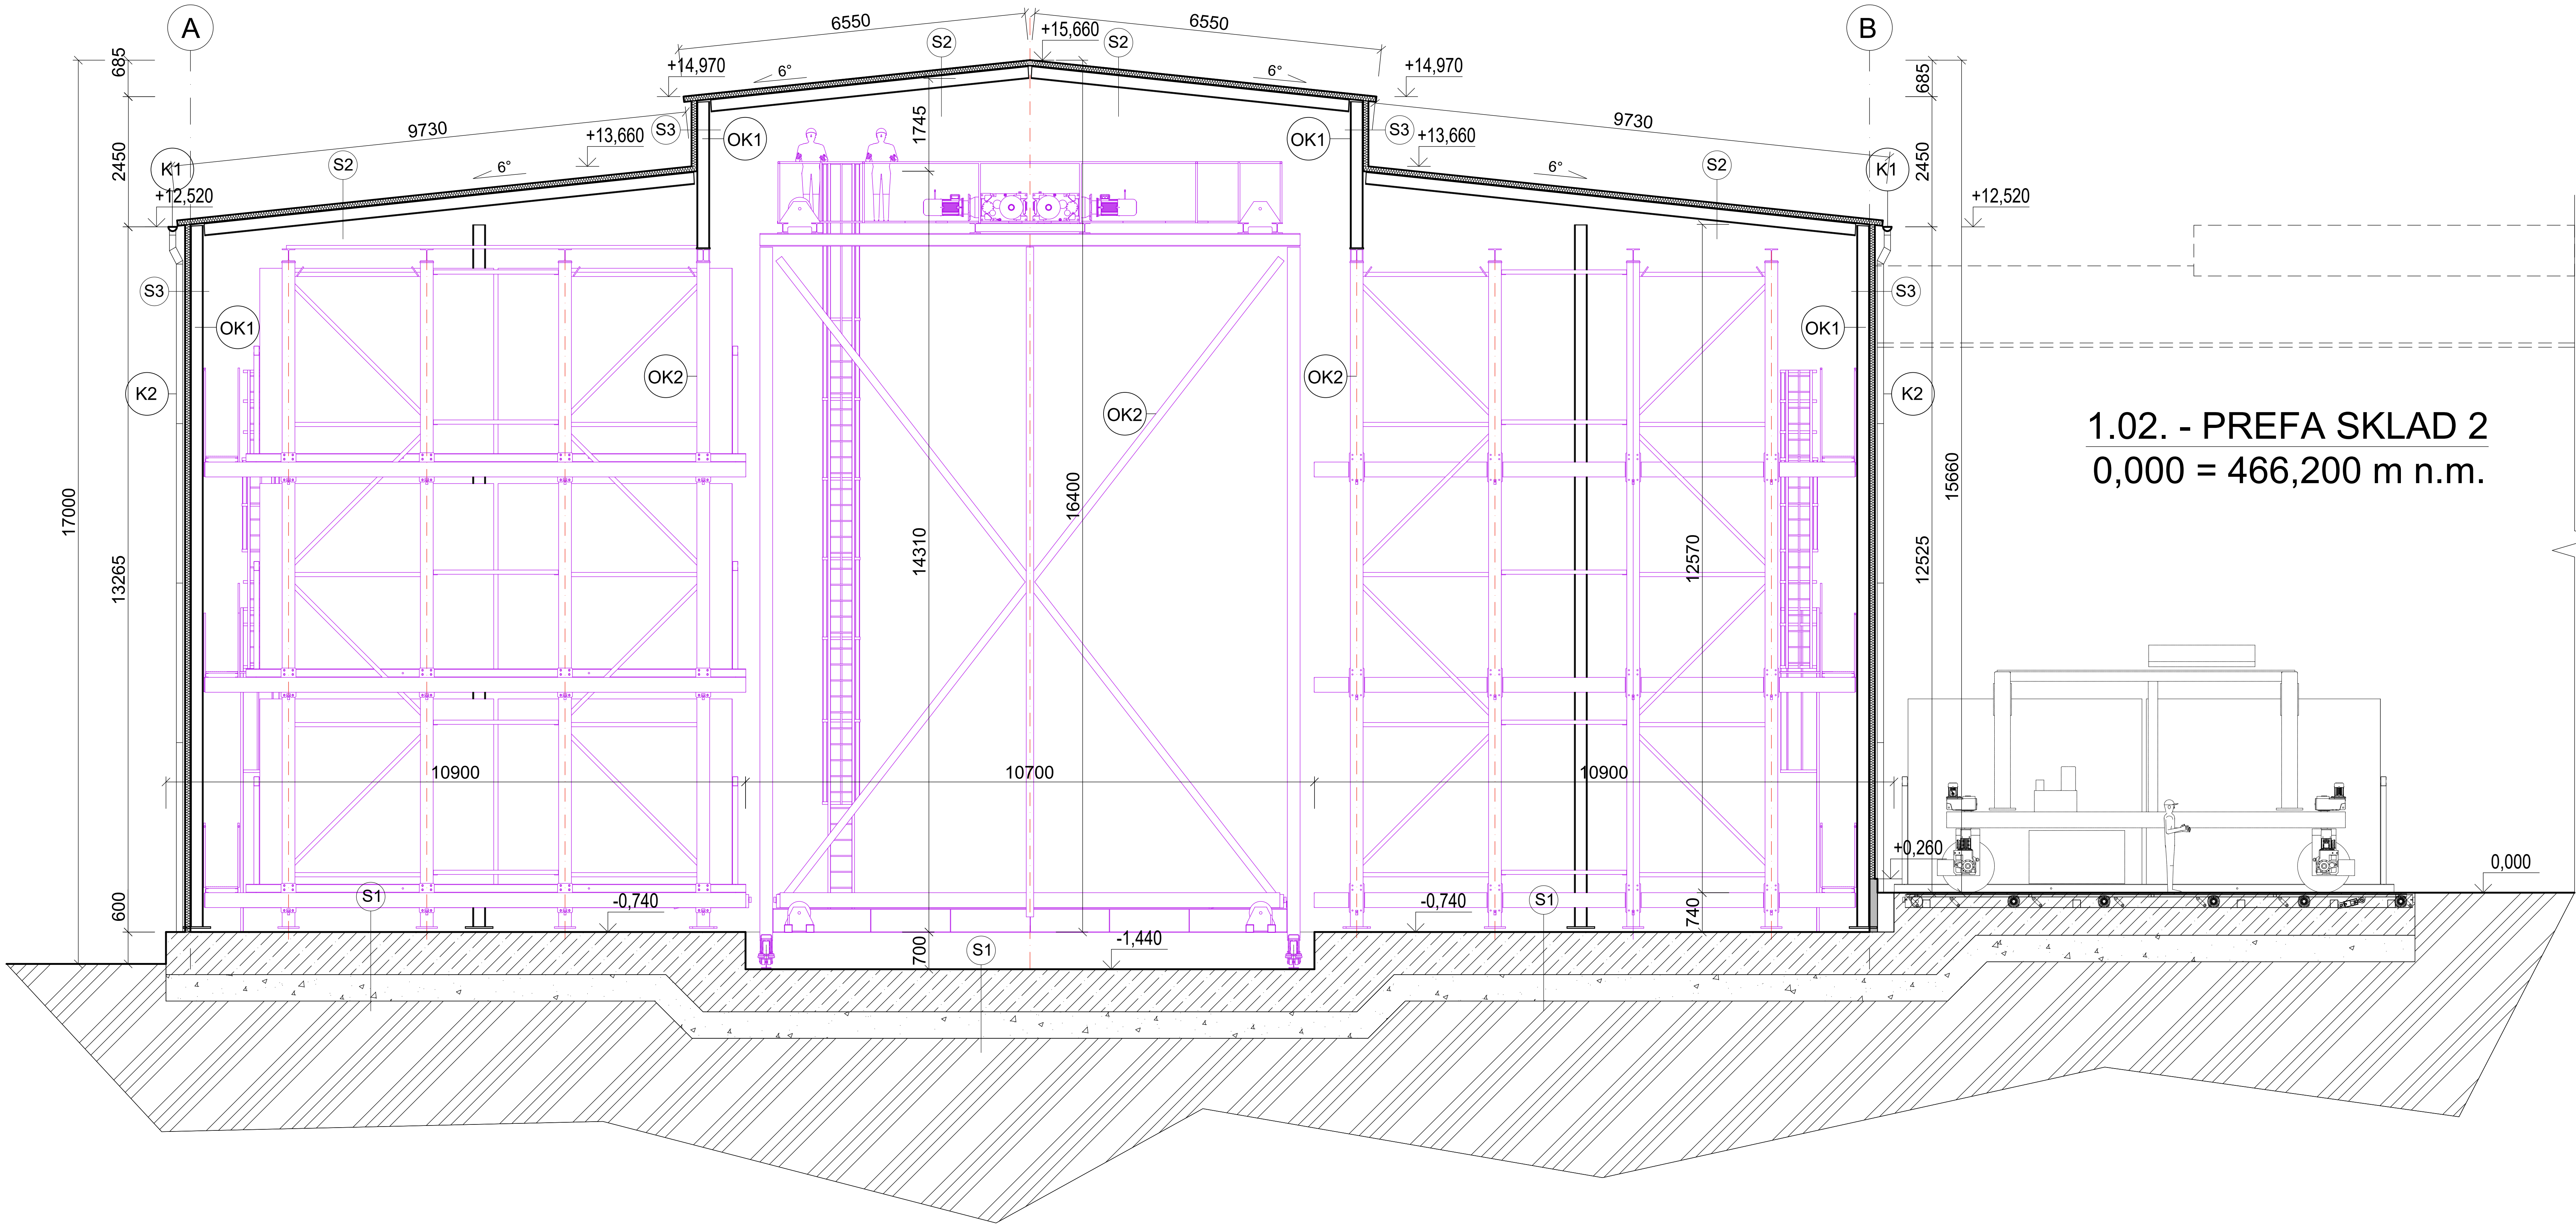 A
B
6550
6550
+15,660
S2
S2
685
685
+14,970
6°
6°
+14,970
9730
1745
9730
S3
OK1
OK1
S3
+13,660
+13,660
2450
2450
K1
S2
6°
6°
S2
K1
+12,520
+12,520
S3
S3
OK1
OK1
OK2
OK2
K2
K2
OK2
1.02. - PREFA SKLAD 2
0,000 = 466,200 m n.m.
17000
13265
14310
16400
12570
12525
15660
10900
10700
10900
+0,260
0,000
600
S1
-0,740
-0,740
S1
740
700
S1
-1,440